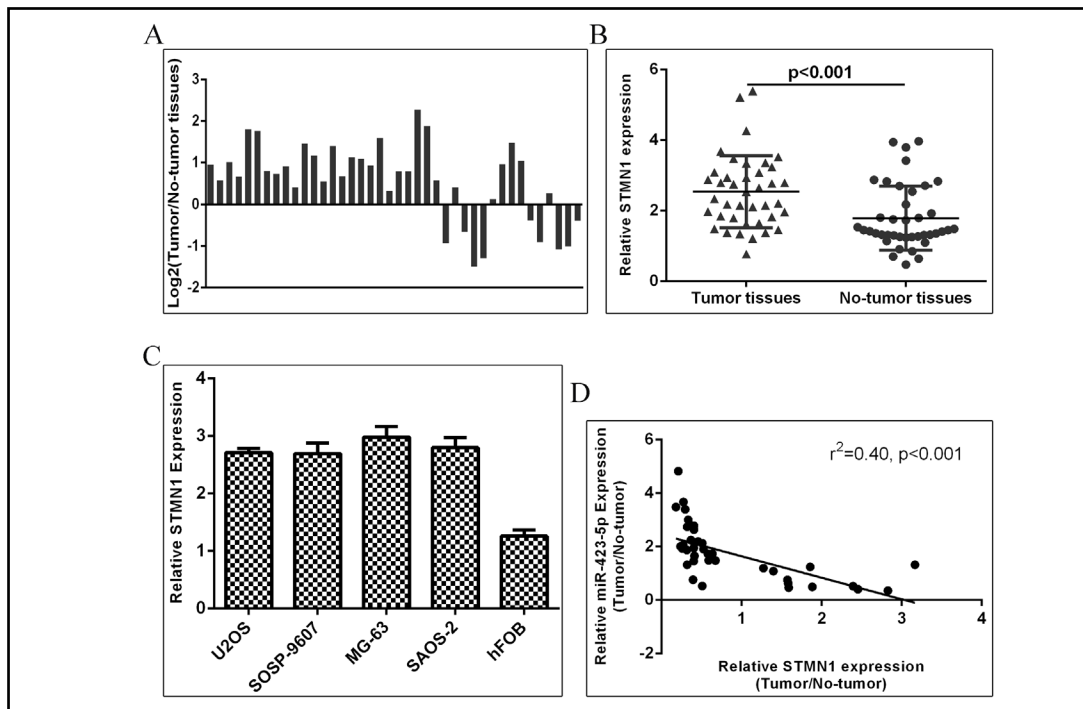 A
Log2(Tumor/No-tumor tissues)
3
2
1
0
-1
-2
B
Relative STMN1 expression
6
4
2
0
p<0.001
Tumor tissues
No-tumor tissues
C
Relative STMN1 Expression
4
3
2
1
0
U2OS
SOSP-9607
MG-63
SAOS-2
hFOB
D
Relative miR-423-5p Expression
(Tumor/No-tumor)
6
4
2
0
-2
r²=0.40, p<0.001
1
2
3
4
Relative STMN1 expression
(Tumor/No-tumor)